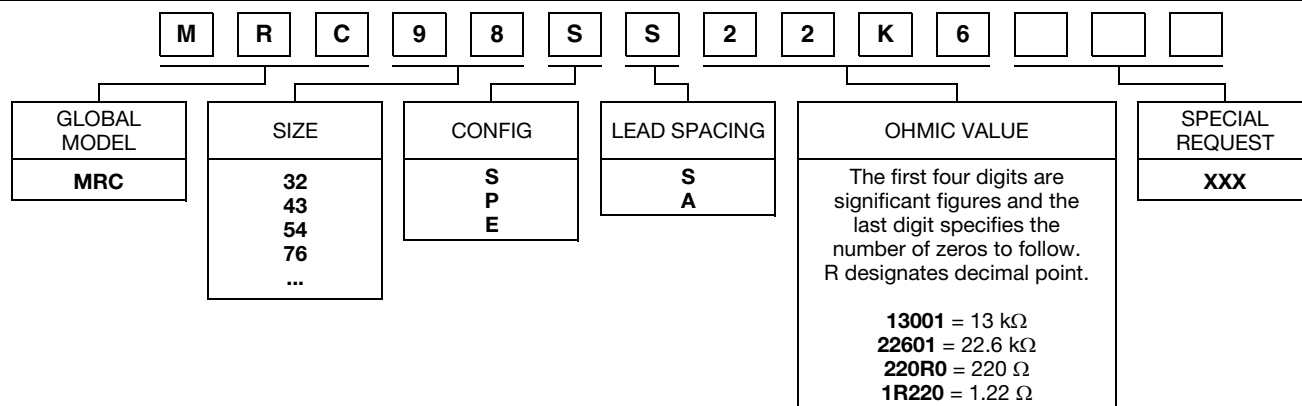 M R C 9 8 S S 2 2 K 6
GLOBAL
MODEL
MRC
SIZE
32
43
54
76
...
CONFIG
S
P
E
LEAD SPACING
S
A
OHMIC VALUE
The first four digits are
significant figures and the
last digit specifies the
number of zeros to follow.
R designates decimal point.
13001 = 13 kΩ
22601 = 22.6 kΩ
220R0 = 220 Ω
1R220 = 1.22 Ω
SPECIAL
REQUEST
XXX